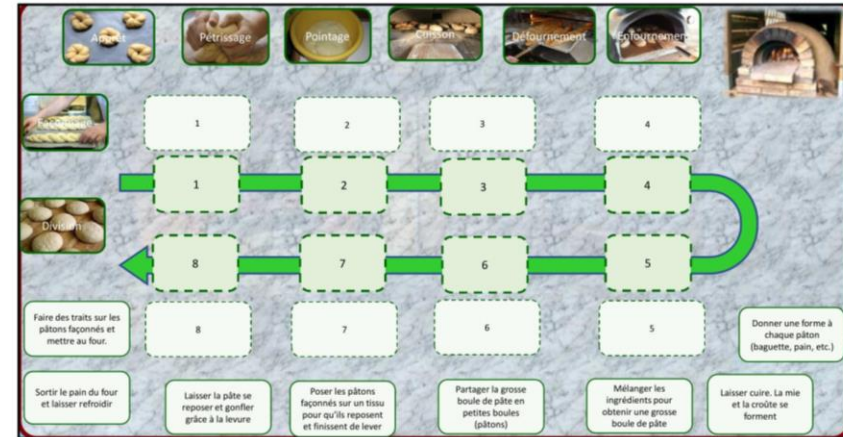 Apprêt
Pétrissage
Pointage
Cuisson
Défournement
Enfournement
Façonnage
1
2
3
4
1
2
3
4
Division
8
7
6
5
8
7
6
5
Faire des traits sur les
pâtons façonnés et
mettre au four.
Donner une forme à
chaque pâton
(baguette, pain, etc.)
Sortir le pain du four
et laisser refroidir
Laisser la pâte se
reposer et gonfler
grâce à la levure
Poser les pâtons
façonnés sur un tissu
pour qu'ils reposent
et finissent de lever
Partager la grosse
boule de pâte en
petites boules
(pâtons)
Mélanger les
ingrédients pour
obtenir une grosse
boule de pâte
Laisser cuire. La mie
et la croûte se
forment